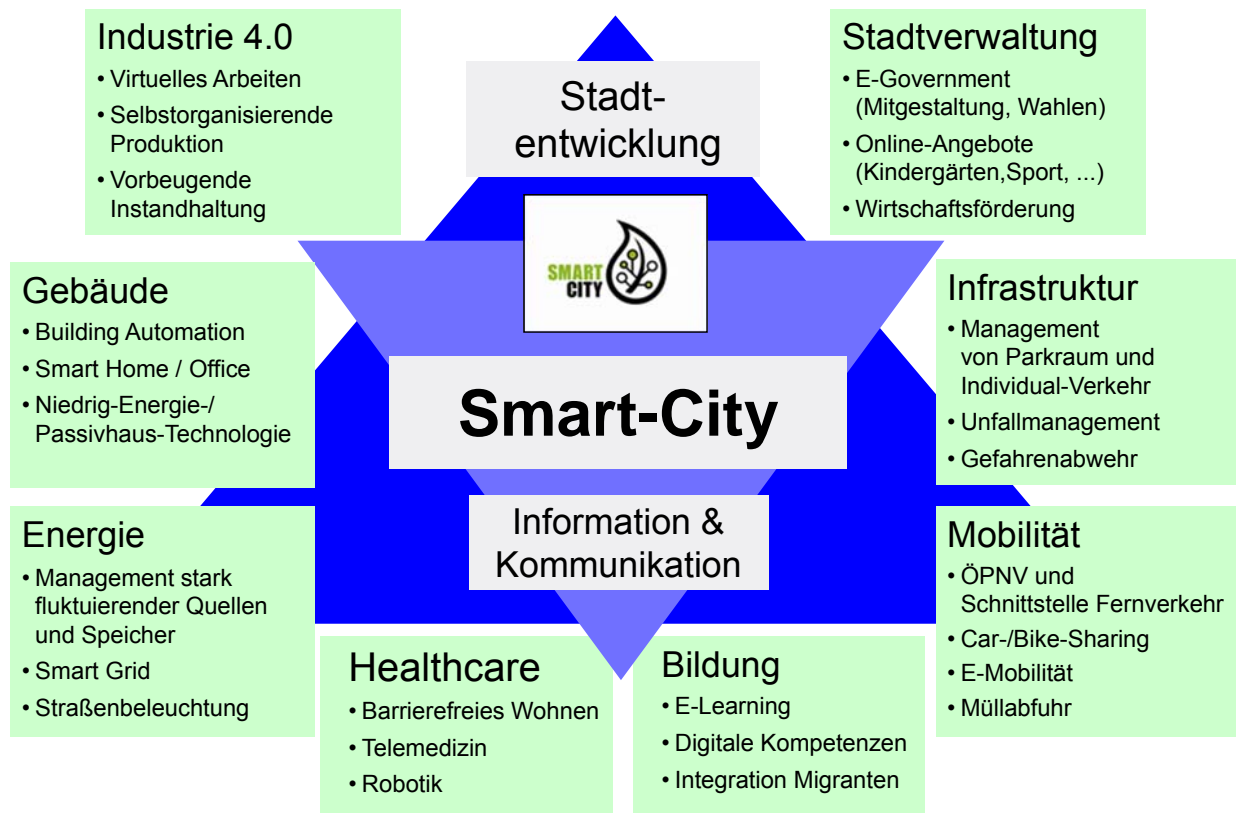 Industrie 4.0
• Virtuelles Arbeiten
• Selbstorganisierende
Produktion
• Vorbeugende
Instandhaltung
Stadt-
entwicklung
Stadtverwaltung
• E-Government
(Mitgestaltung, Wahlen)
• Online-Angebote
(Kindergärten,Sport, ...)
• Wirtschaftsförderung
SMART
CITY
Gebäude
• Building Automation
• Smart Home / Office
• Niedrig-Energie-/
Passivhaus-Technologie
Smart-City
Infrastruktur
• Management
von Parkraum und
Individual-Verkehr
• Unfallmanagement
• Gefahrenabwehr
Information &
Kommunikation
Energie
• Management stark
fluktuierender Quellen
und Speicher
• Smart Grid
• Straßenbeleuchtung
Mobilität
• ÖPNV und
Schnittstelle Fernverkehr
• Car-/Bike-Sharing
• E-Mobilität
• Müllabfuhr
Healthcare
• Barrierefreies Wohnen
• Telemedizin
• Robotik
Bildung
• E-Learning
• Digitale Kompetenzen
• Integration Migranten